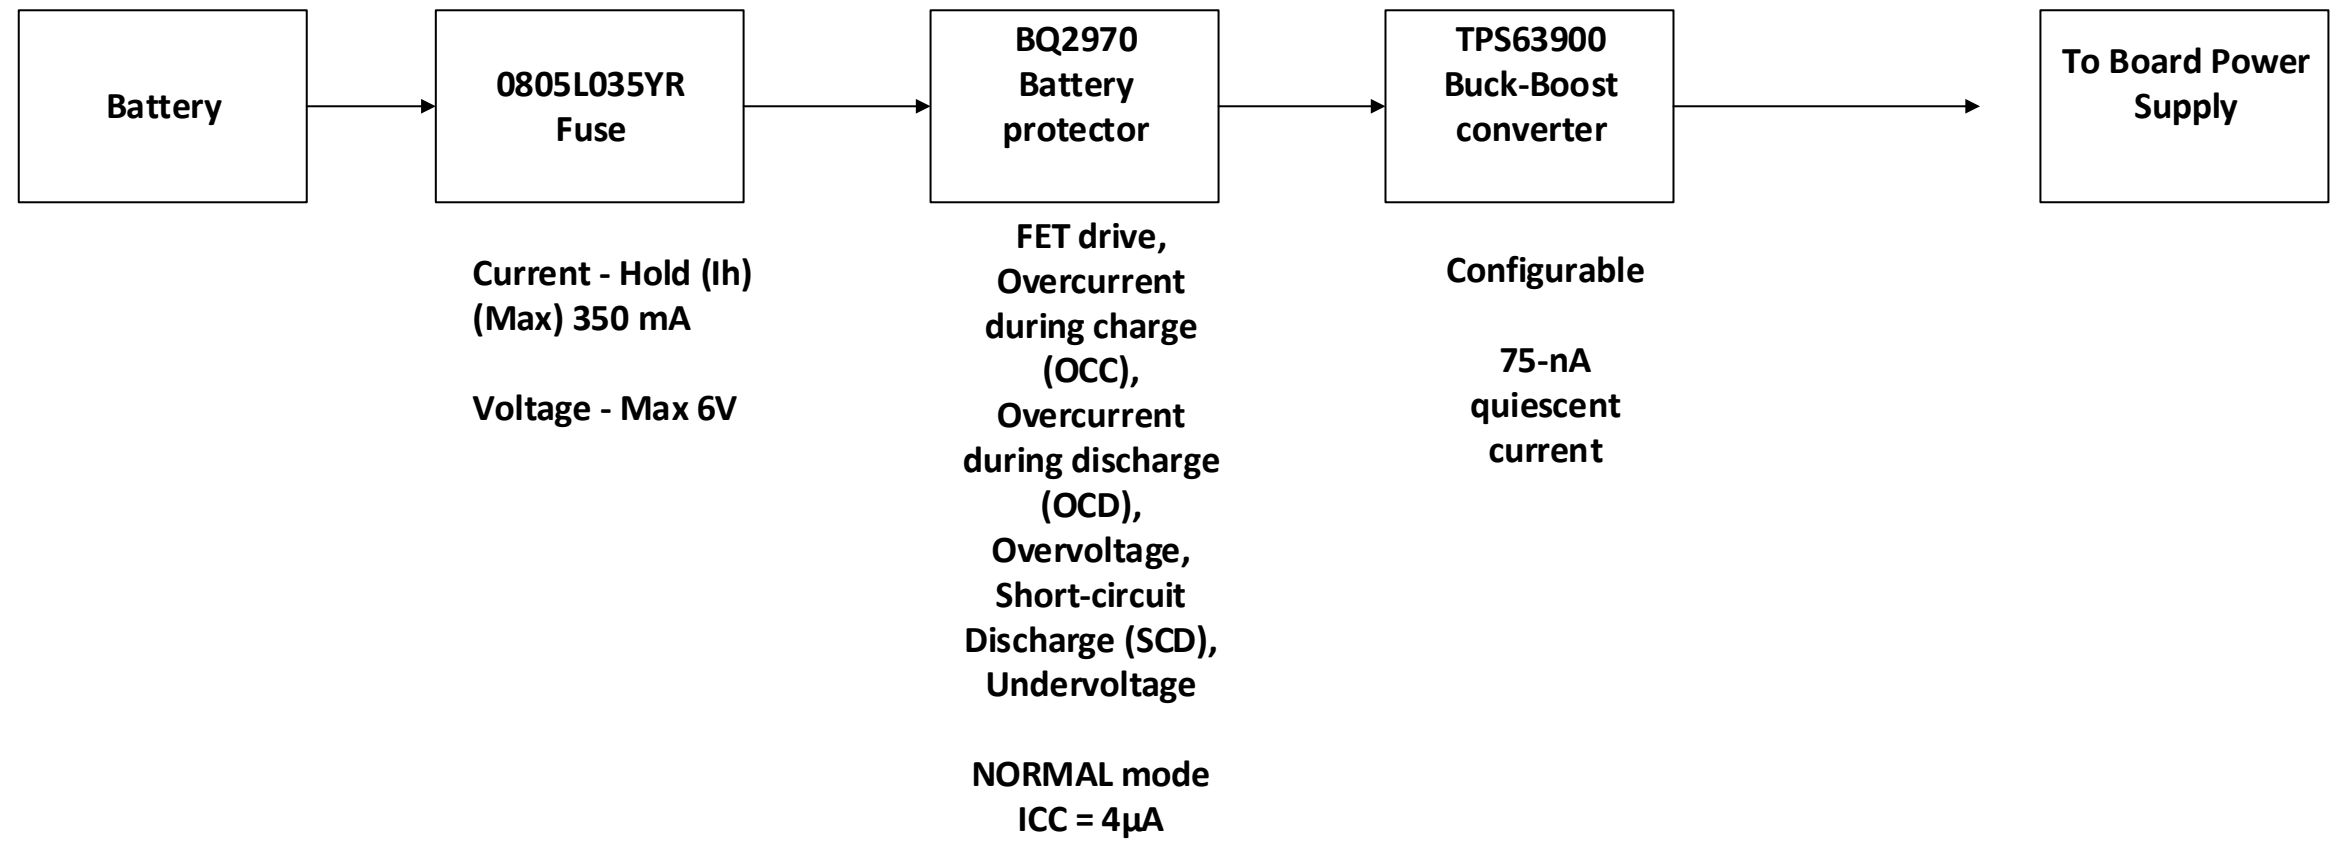 Battery
0805L035YR
Fuse
BQ2970
Battery
protector
TPS63900
Buck-Boost
converter
To Board Power
Supply
Current - Hold (Ih)
(Max) 350 mA
Voltage - Max 6V
FET drive,
Overcurrent
during charge
(OCC),
Overcurrent
during discharge
(OCD),
Overvoltage,
Short-circuit
Discharge (SCD),
Undervoltage
NORMAL mode
ICC = 4µA
Configurable
75-nA
quiescent
current